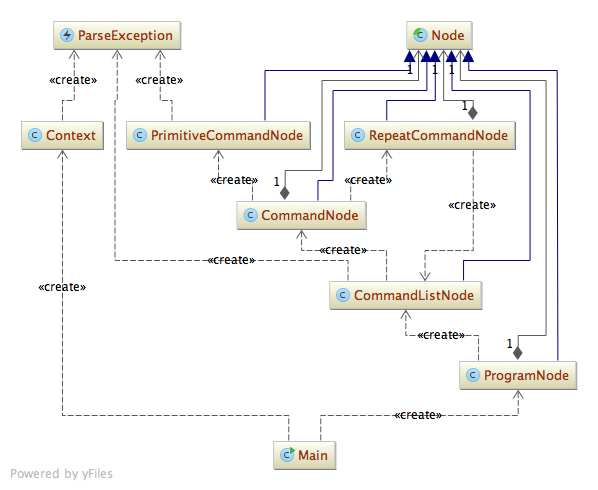 ParseException
Node
1
1
1
«create»
«create»
«create»
1
Context
PrimitiveCommandNode
RepeatCommandNode
1
«create»
«create»
«create»
CommandNode
«create»
«create»
«create»
CommandListNode
«create»
1
ProgramNode
«create»
Main
Powered by yFiles